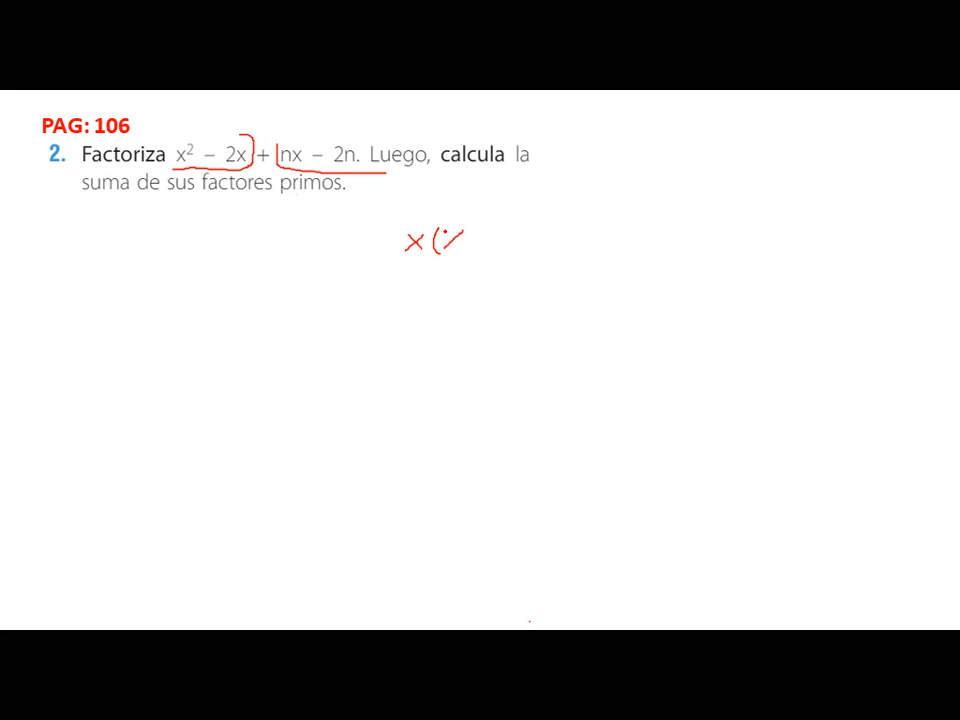 PAG: 106
2. Factoriza x² – 2x + nx – 2n. Luego, calcula la
suma de sus factores primos.
x(x